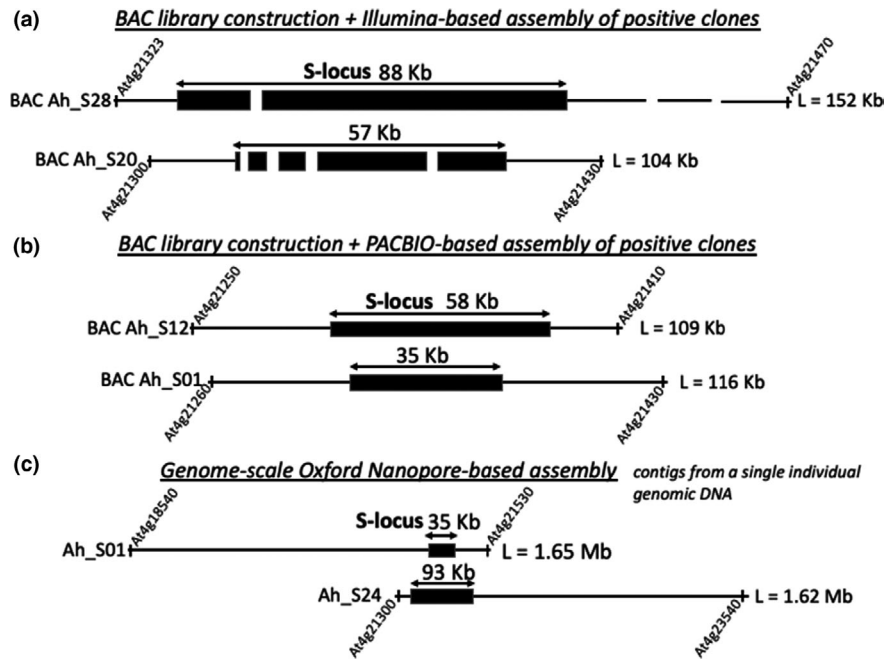 (a)
BAC library construction + Illumina-based assembly of positive clones
At4g21323
At4g21470
S-locus 88 Kb
BAC Ah_S28
L = 152 Kb
57 Kb
BAC Ah_S20
L = 104 Kb
At4g21300
At4g21430
(b)
BAC library construction + PACBIO-based assembly of positive clones
At4g21250
At4g21410
S-locus 58 Kb
BAC Ah_S12
L = 109 Kb
35 Kb
BAC Ah_S01
L = 116 Kb
At4g21260
At4g21430
(c)
Genome-scale Oxford Nanopore-based assembly
contigs from a single individual
genomic DNA
At4g18540
At4g21530
S-locus 35 Kb
Ah_S01
L = 1.65 Mb
93 Kb
Ah_S24
L = 1.62 Mb
At4g21300
At4g23540